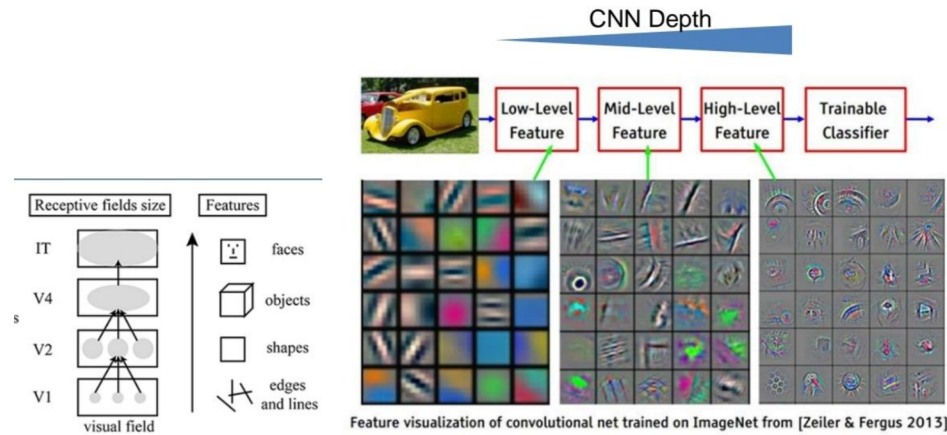 CNN Depth
Low-Level
Feature
Mid-Level
Feature
High-Level
Feature
Trainable
Classifier
Receptive fields size
Features
IT
faces
V4
objects
s
V2
shapes
V1
edges
and lines
visual field
Feature visualization of convolutional net trained on ImageNet from [Zeiler & Fergus 2013]